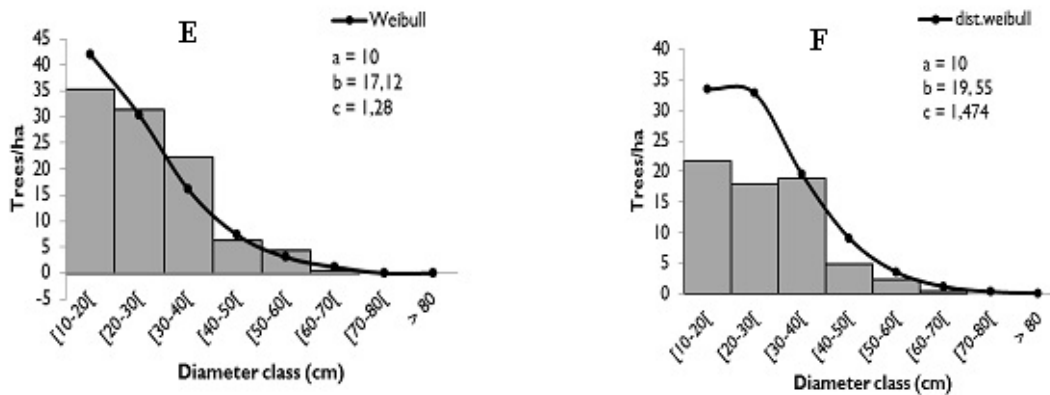 E
Weibull
a = 10
b = 17,12
c = 1,28
45
40
35
30
25
20
15
10
5
0
-5
Trees/ha
[10-20[
[20-30[
[30-40[
[40-50[
[50-60[
[60-70[
[70-80[
> 80
Diameter class (cm)
F
dist.weibull
a = 10
b = 19,55
c = 1,474
40
35
30
25
20
15
10
5
0
Trees/ha
[10-20[
[20-30[
[30-40[
[40-50[
[50-60[
[60-70[
[70-80[
> 80
Diameter class (cm)